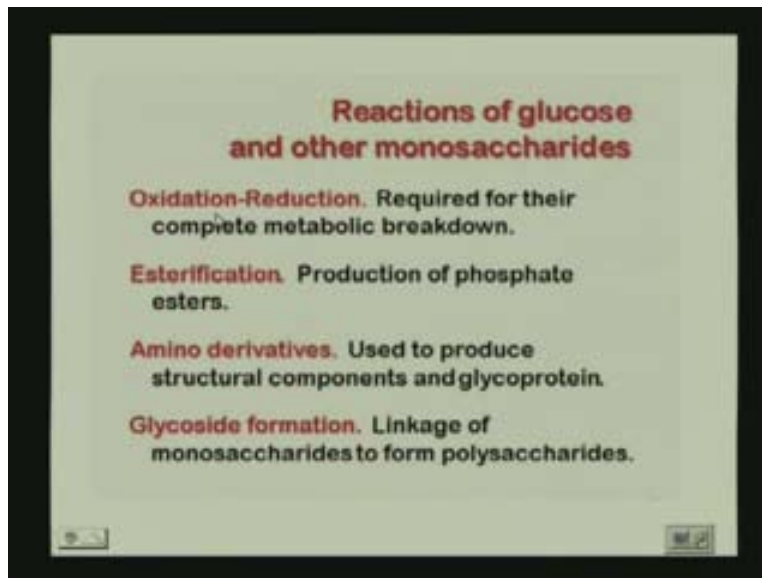 Reactions of glucose
and other monosaccharides
Oxidation-Reduction. Required for their
complete metabolic breakdown.
Esterification. Production of phosphate
esters.
Amino derivatives. Used to produce
structural components and glycoprotein.
Glycoside formation. Linkage of
monosaccharides to form polysaccharides.